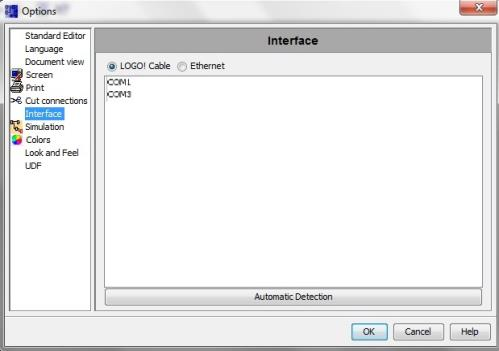 Options
Standard Editor
Language
Document view
Screen
Print
Cut connections
Interface
Simulation
Colors
Look and Feel
UDF
Interface
LOGO! Cable
Ethernet
COM1
COM3
Automatic Detection
OK
Cancel
Help